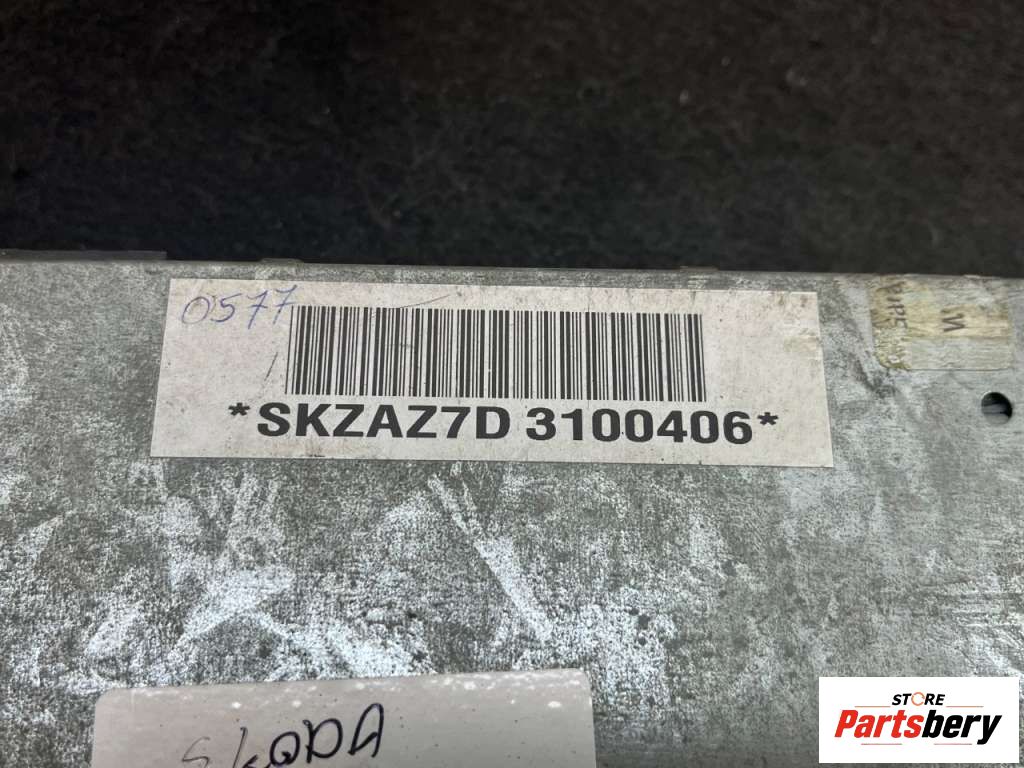 0577
*SKZAZ7D 3100406*
SkODA
STORE
Partsbery